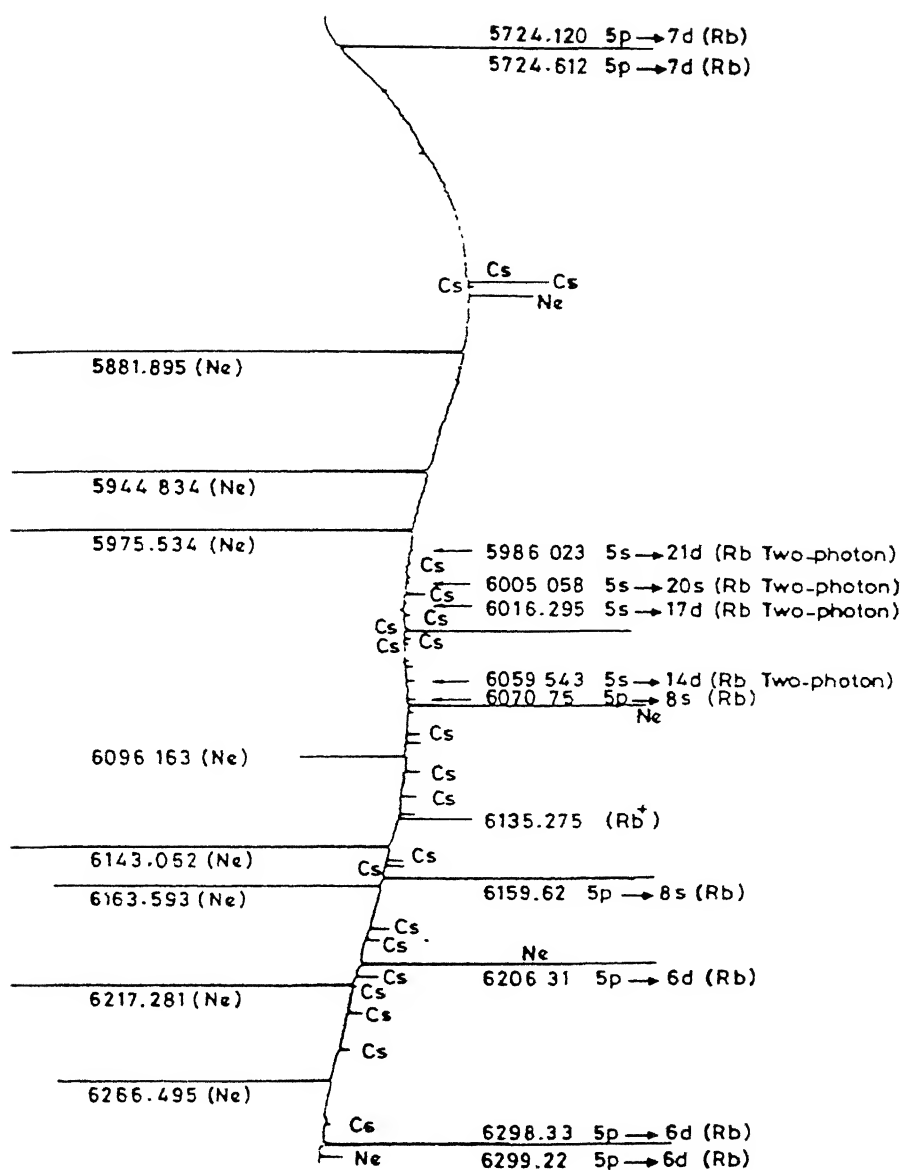 5724.120 5p → 7d (Rb)
5724.612 5p → 7d (Rb)
Cs
Cs Cs
Ne
5881.895 (Ne)
5944 834 (Ne)
5975.534 (Ne)
5986 023 5s → 21d (Rb Two-photon)
Cs
6005 058 5s → 20s (Rb Two-photon)
Cs
6016.295 5s → 17d (Rb Two-photon)
Cs
Cs
Cs Cs
6059 543 5s → 14d (Rb Two-photon)
6070 75 5p → 8s (Rb)
Ne
Cs
6096 163 (Ne)
Cs
Cs
6135.275 (Rb⁺)
6143.052 (Ne)
Cs
Cs
6163.593 (Ne)
6159.62 5p → 8s (Rb)
Cs
Cs
Ne
6206 31 5p → 6d (Rb)
Cs
6217.281 (Ne)
Cs
Cs
Cs
6266.495 (Ne)
Cs
6298.33 5p → 6d (Rb)
Ne
6299.22 5p → 6d (Rb)